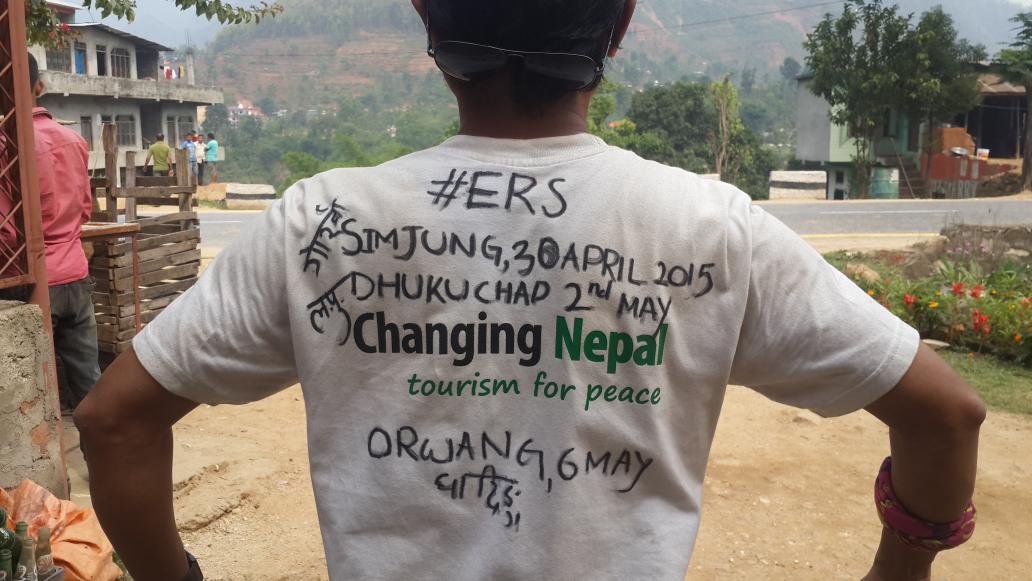 #ERS
SIMJUNG, 30 APRIL 2015
ल.पु. DHUKUCHAP 2nd MAY
Changing Nepal
tourism for peace
ORWANG, 6 MAY
धादिङ